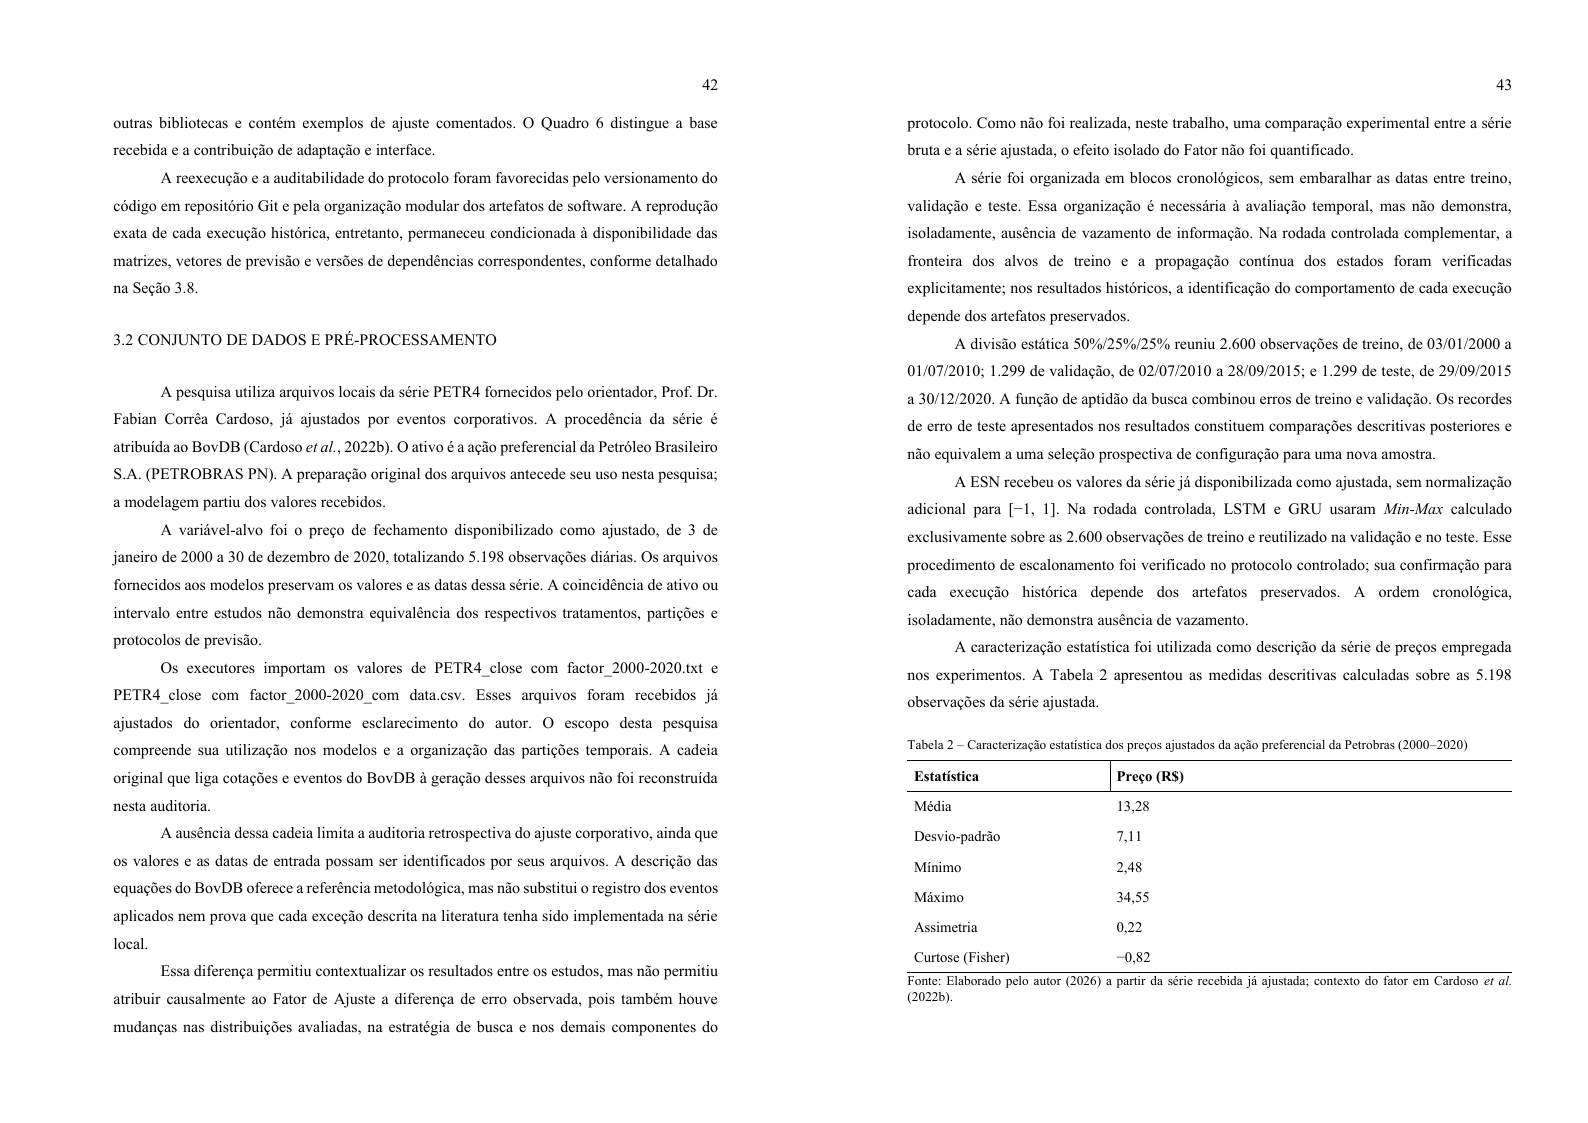 42
outras bibliotecas e contém exemplos de ajuste comentados. O Quadro 6 distingue a base
recebida e a contribuição de adaptação e interface.
A reexecução e a auditabilidade do protocolo foram favorecidas pelo versionamento do
código em repositório Git e pela organização modular dos artefatos de software. A reprodução
exata de cada execução histórica, entretanto, permaneceu condicionada à disponibilidade das
matrizes, vetores de previsão e versões de dependências correspondentes, conforme detalhado
na Seção 3.8.
3.2 CONJUNTO DE DADOS E PRÉ-PROCESSAMENTO
A pesquisa utiliza arquivos locais da série PETR4 fornecidos pelo orientador, Prof. Dr.
Fabian Corrêa Cardoso, já ajustados por eventos corporativos. A procedência da série é
atribuída ao BovDB (Cardoso et al., 2022b). O ativo é a ação preferencial da Petróleo Brasileiro
S.A. (PETROBRAS PN). A preparação original dos arquivos antecede seu uso nesta pesquisa;
a modelagem partiu dos valores recebidos.
A variável-alvo foi o preço de fechamento disponibilizado como ajustado, de 3 de
janeiro de 2000 a 30 de dezembro de 2020, totalizando 5.198 observações diárias. Os arquivos
fornecidos aos modelos preservam os valores e as datas dessa série. A coincidência de ativo ou
intervalo entre estudos não demonstra equivalência dos respectivos tratamentos, partições e
protocolos de previsão.
Os executores importam os valores de PETR4_close com factor_2000-2020.txt e
PETR4_close com factor_2000-2020_com data.csv. Esses arquivos foram recebidos já
ajustados do orientador, conforme esclarecimento do autor. O escopo desta pesquisa
compreende sua utilização nos modelos e a organização das partições temporais. A cadeia
original que liga cotações e eventos do BovDB à geração desses arquivos não foi reconstruída
nesta auditoria.
A ausência dessa cadeia limita a auditoria retrospectiva do ajuste corporativo, ainda que
os valores e as datas de entrada possam ser identificados por seus arquivos. A descrição das
equações do BovDB oferece a referência metodológica, mas não substitui o registro dos eventos
aplicados nem prova que cada exceção descrita na literatura tenha sido implementada na série
local.
Essa diferença permitiu contextualizar os resultados entre os estudos, mas não permitiu
atribuir causalmente ao Fator de Ajuste a diferença de erro observada, pois também houve
mudanças nas distribuições avaliadas, na estratégia de busca e nos demais componentes do
43
protocolo. Como não foi realizada, neste trabalho, uma comparação experimental entre a série
bruta e a série ajustada, o efeito isolado do Fator não foi quantificado.
A série foi organizada em blocos cronológicos, sem embaralhar as datas entre treino,
validação e teste. Essa organização é necessária à avaliação temporal, mas não demonstra,
isoladamente, ausência de vazamento de informação. Na rodada controlada complementar, a
fronteira dos alvos de treino e a propagação contínua dos estados foram verificadas
explicitamente; nos resultados históricos, a identificação do comportamento de cada execução
depende dos artefatos preservados.
A divisão estática 50%/25%/25% reuniu 2.600 observações de treino, de 03/01/2000 a
01/07/2010; 1.299 de validação, de 02/07/2010 a 28/09/2015; e 1.299 de teste, de 29/09/2015
a 30/12/2020. A função de aptidão da busca combinou erros de treino e validação. Os recordes
de erro de teste apresentados nos resultados constituem comparações descritivas posteriores e
não equivalem a uma seleção prospectiva de configuração para uma nova amostra.
A ESN recebeu os valores da série já disponibilizada como ajustada, sem normalização
adicional para [−1, 1]. Na rodada controlada, LSTM e GRU usaram Min-Max calculado
exclusivamente sobre as 2.600 observações de treino e reutilizado na validação e no teste. Esse
procedimento de escalonamento foi verificado no protocolo controlado; sua confirmação para
cada execução histórica depende dos artefatos preservados. A ordem cronológica,
isoladamente, não demonstra ausência de vazamento.
A caracterização estatística foi utilizada como descrição da série de preços empregada
nos experimentos. A Tabela 2 apresentou as medidas descritivas calculadas sobre as 5.198
observações da série ajustada.
Tabela 2 – Caracterização estatística dos preços ajustados da ação preferencial da Petrobras (2000–2020)
Estatística Preço (R$)
Média 13,28
Desvio-padrão 7,11
Mínimo 2,48
Máximo 34,55
Assimetria 0,22
Curtose (Fisher) −0,82
Fonte: Elaborado pelo autor (2026) a partir da série recebida já ajustada; contexto do fator em Cardoso et al.
(2022b).